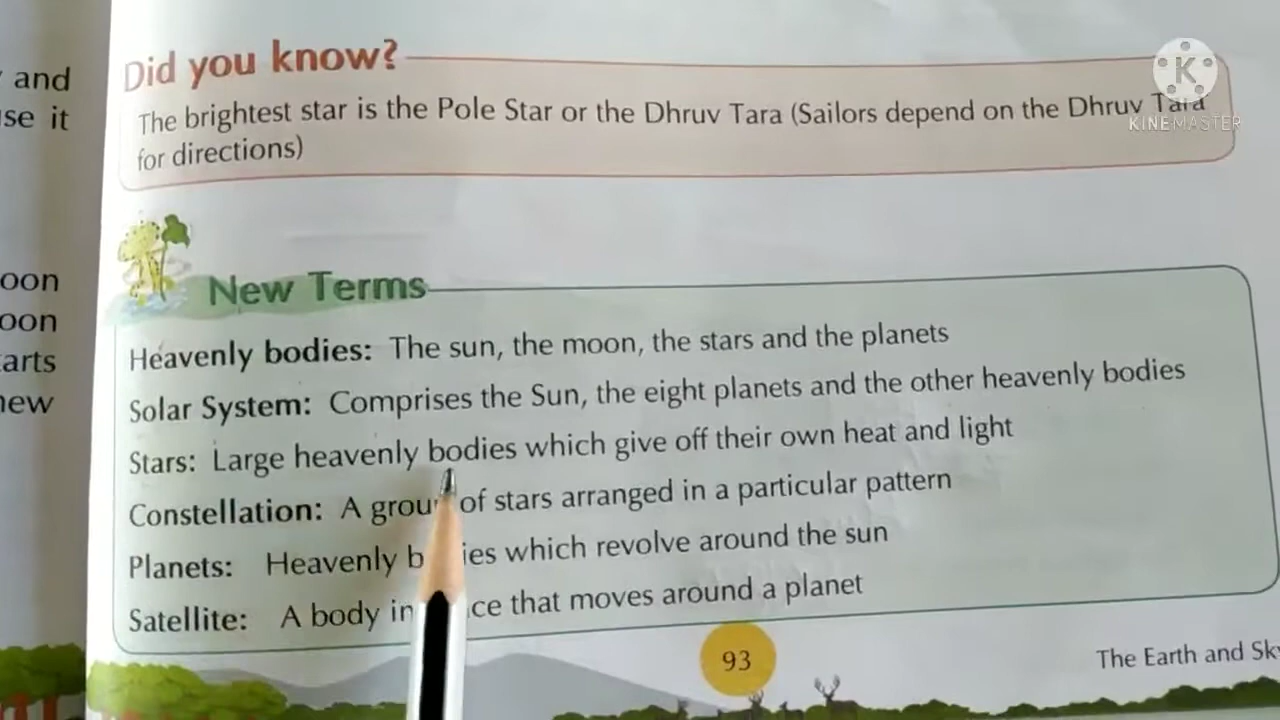 and
se it
oon
oon
arts
new
Did you know?
The brightest star is the Pole Star or the Dhruv Tara (Sailors depend on the Dhruv Tara
for directions)
KINEMASTER
New Terms
Heavenly bodies: The sun, the moon, the stars and the planets
Solar System: Comprises the Sun, the eight planets and the other heavenly bodies
Stars: Large heavenly bodies which give off their own heat and light
Constellation: A grou of stars arranged in a particular pattern
Planets: Heavenly b ies which revolve around the sun
Satellite: A body in ce that moves around a planet
93
The Earth and Sk